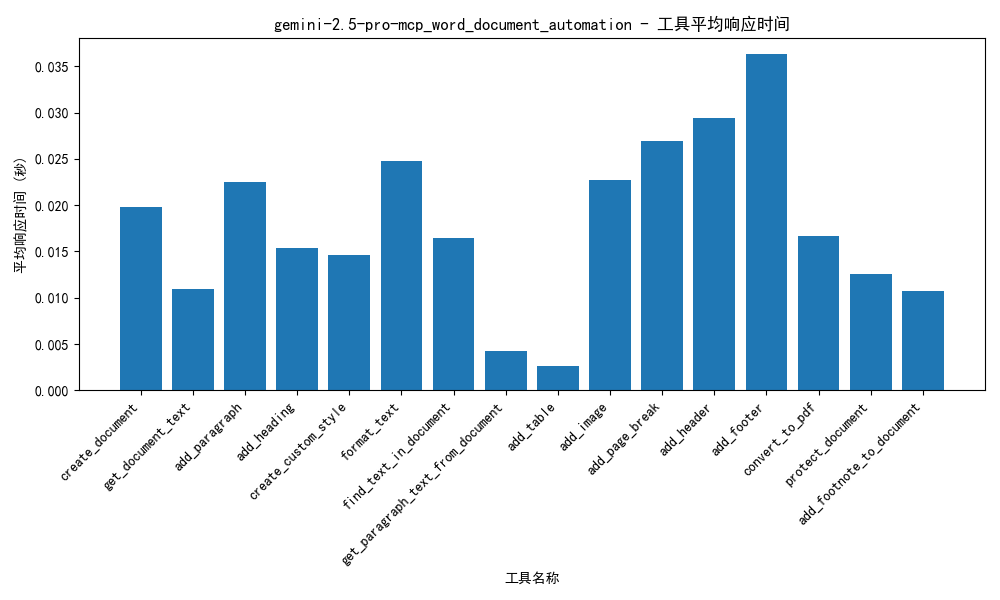 gemini-2.5-pro-mcp_word_document_automation - 工具平均响应时间
平均响应时间 (秒)
0.035
0.030
0.025
0.020
0.015
0.010
0.005
0.000
create_document
get_document_text
add_paragraph
add_heading
create_custom_style
format_text
find_text_in_document
get_paragraph_text_from_document
add_table
add_image
add_page_break
add_header
add_footer
convert_to_pdf
protect_document
add_footnote_to_document
工具名称